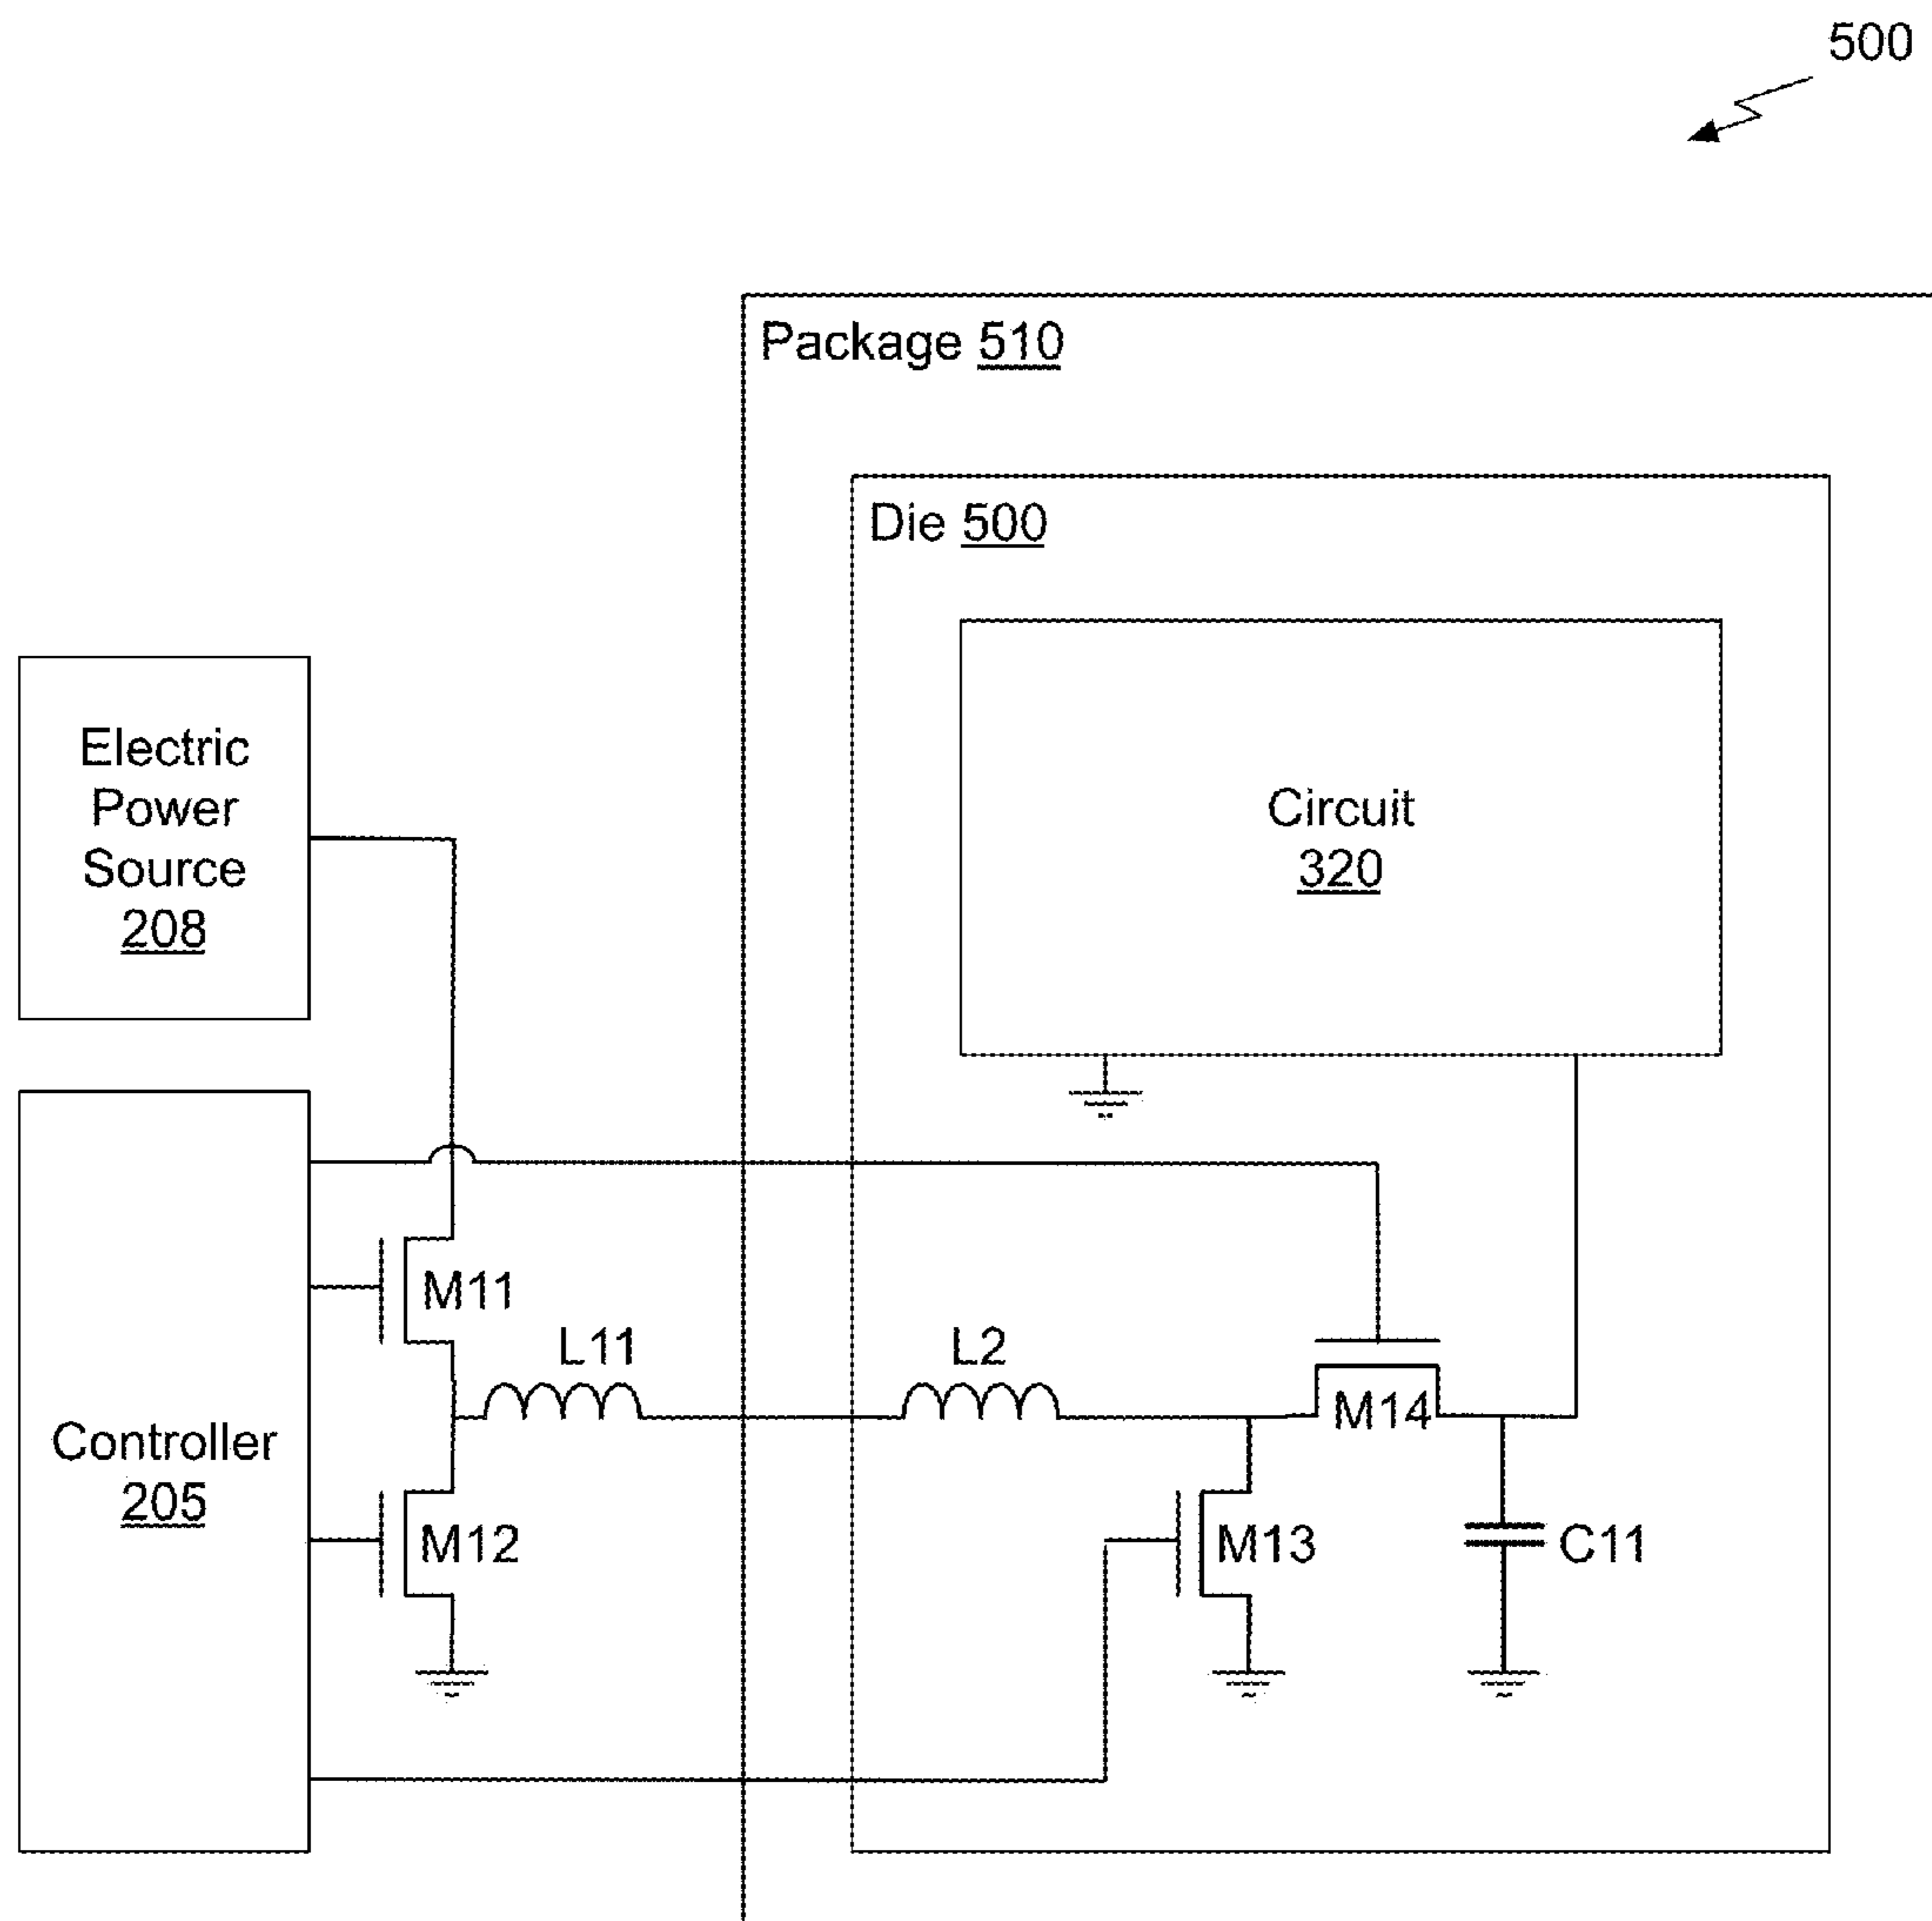 500
Package 510
Die 500
Electric
Power
Source
208
Circuit
320
M11
L11
L2
M14
Controller
205
M12
M13
C11